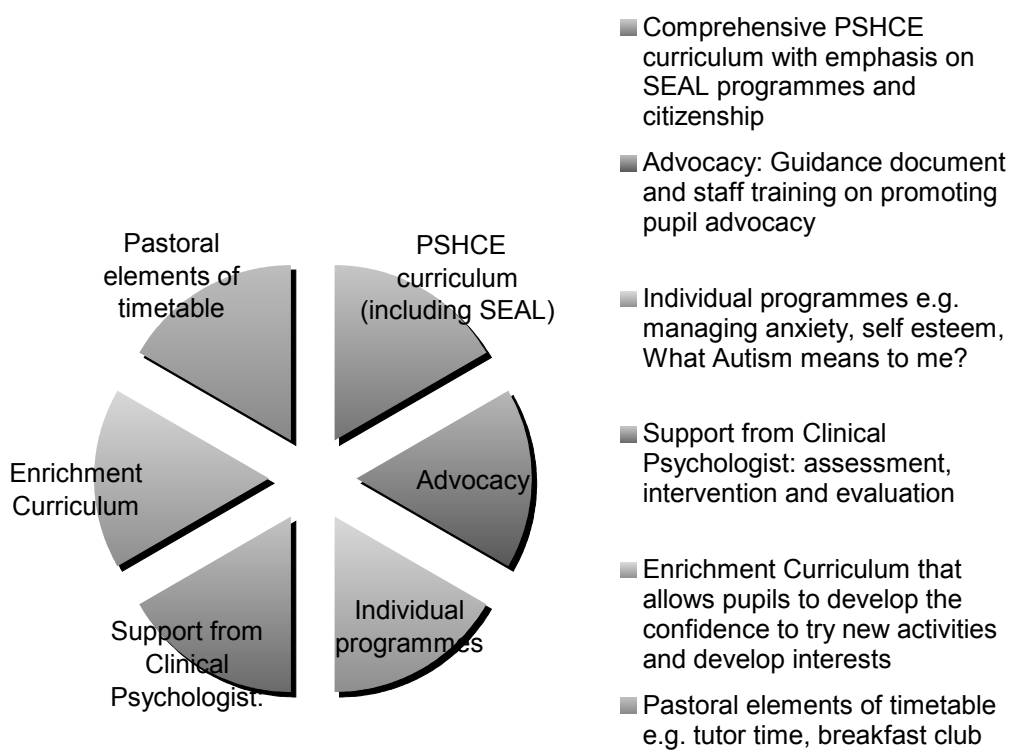 Comprehensive PSHCE
curriculum with emphasis on
SEAL programmes and
citizenship
Advocacy: Guidance document
and staff training on promoting
pupil advocacy
Individual programmes e.g.
managing anxiety, self esteem,
What Autism means to me?
Support from Clinical
Psychologist: assessment,
intervention and evaluation
Enrichment Curriculum that
allows pupils to develop the
confidence to try new activities
and develop interests
Pastoral elements of timetable
e.g. tutor time, breakfast club
PSHCE
curriculum
(including SEAL)
Advocacy
Individual
programmes
Support from
Clinical
Psychologist:
Enrichment
Curriculum
Pastoral
elements of
timetable